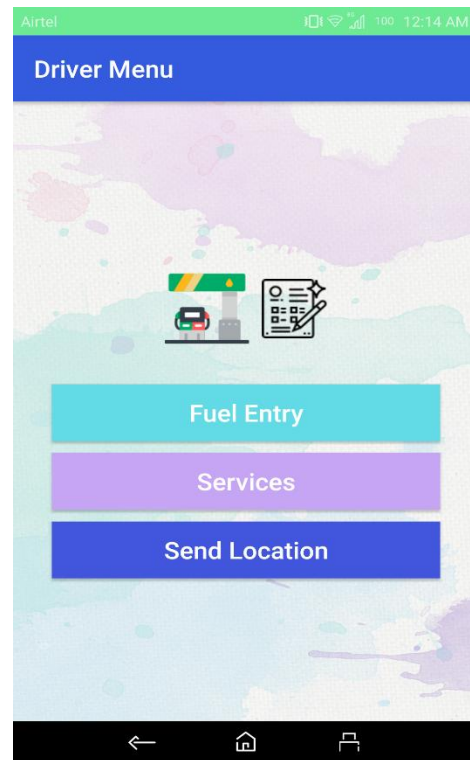 Airtel 100 12:14 AM
Driver Menu
Fuel Entry
Services
Send Location